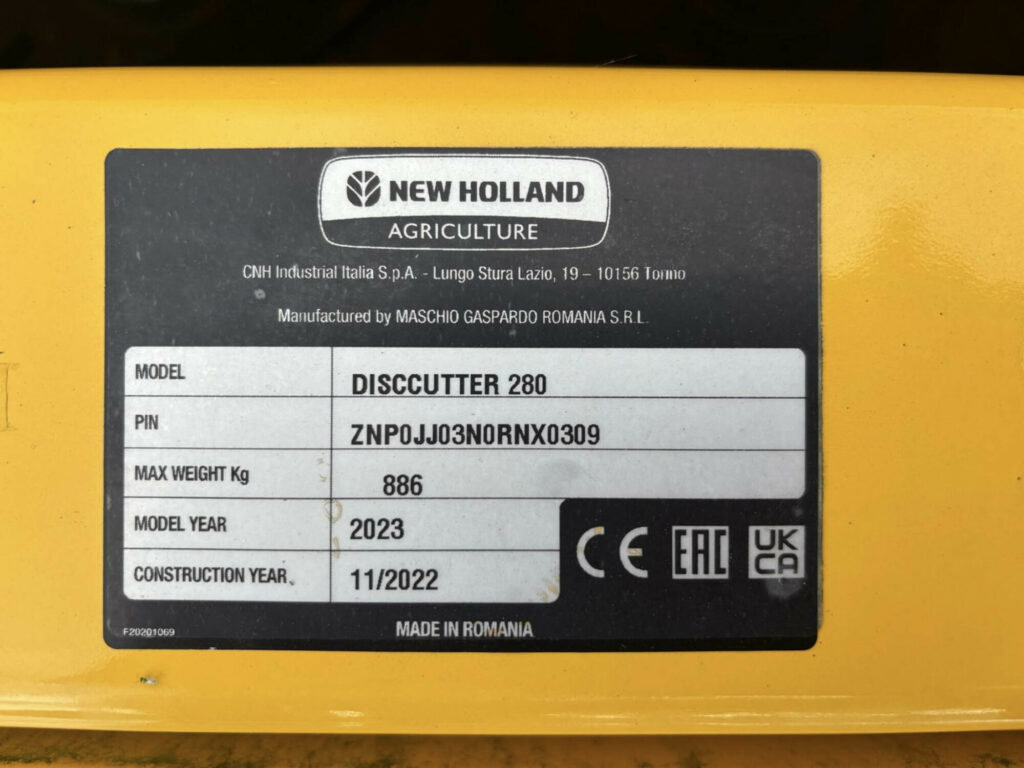 NEW HOLLAND
AGRICULTURE
CNH Industrial Italia S.p.A. - Lungo Stura Lazio, 19 – 10156 Torino
Manufactured by MASCHIO GASPARDO ROMANIA S.R.L.
MODEL DISCCUTTER 280
PIN ZNP0JJ03N0RNX0309
MAX WEIGHT Kg 886
MODEL YEAR 2023
CONSTRUCTION YEAR 11/2022
CE EAC UK CA
F20201069 MADE IN ROMANIA